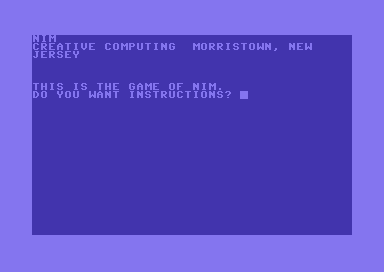 NIM
CREATIVE COMPUTING  MORRISTOWN, NEW
JERSEY
THIS IS THE GAME OF NIM.
DO YOU WANT INSTRUCTIONS?